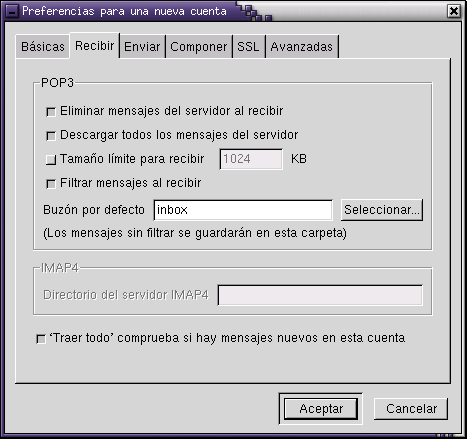 Preferencias para una nueva cuenta
Básicas Recibir Enviar Componer SSL Avanzadas
POP3
Eliminar mensajes del servidor al recibir
Descargar todos los mensajes del servidor
Tamaño límite para recibir 1024 KB
Filtrar mensajes al recibir
Buzón por defecto inbox Seleccionar...
(Los mensajes sin filtrar se guardarán en esta carpeta)
IMAP4
Directorio del servidor IMAP4
‘Traer todo’ comprueba si hay mensajes nuevos en esta cuenta
Aceptar Cancelar